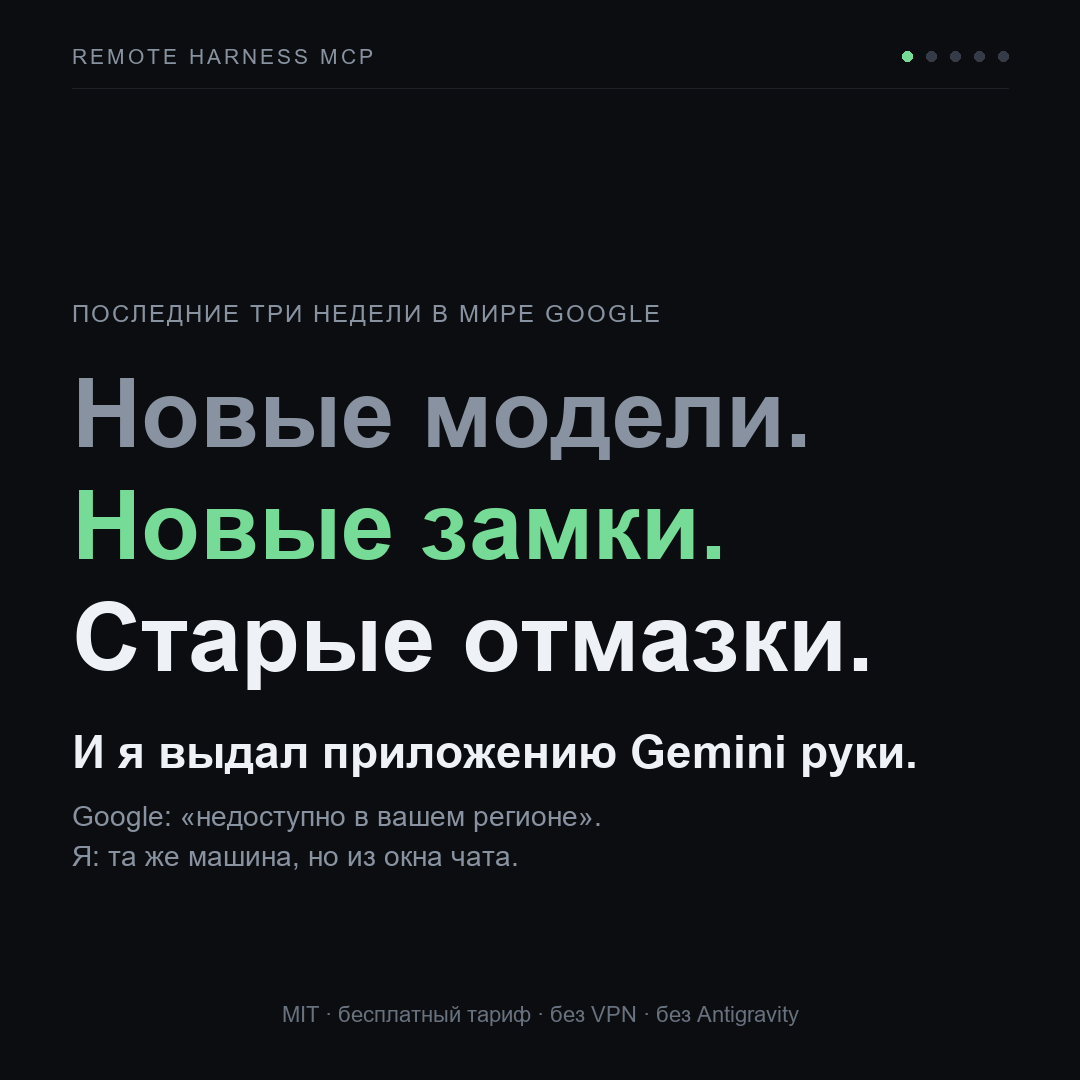 REMOTE HARNESS MCP
ПОСЛЕДНИЕ ТРИ НЕДЕЛИ В МИРЕ GOOGLE
Новые модели.
Новые замки.
Старые отмазки.
И я выдал приложению Gemini руки.
Google: «недоступно в вашем регионе».
Я: та же машина, но из окна чата.
MIT · бесплатный тариф · без VPN · без Antigravity